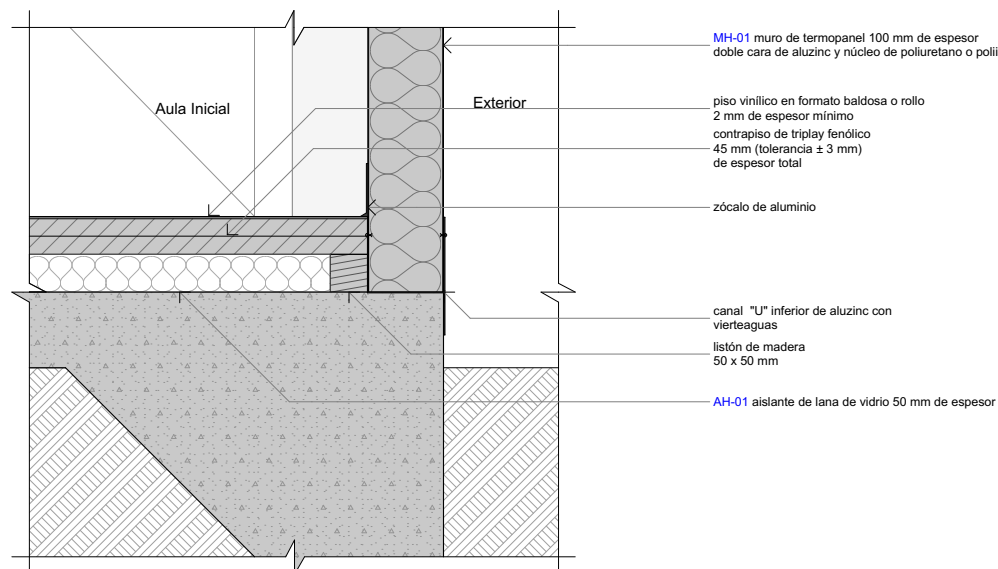 MH-01 muro de termopanel 100 mm de espesor
doble cara de aluzinc y núcleo de poliuretano o polii
Aula Inicial
Exterior
piso vinílico en formato baldosa o rollo
2 mm de espesor mínimo
contrapiso de triplay fenólico
45 mm (tolerancia ± 3 mm)
de espesor total
zócalo de aluminio
canal "U" inferior de aluzinc con
vierteaguas
listón de madera
50 x 50 mm
AH-01 aislante de lana de vidrio 50 mm de espesor